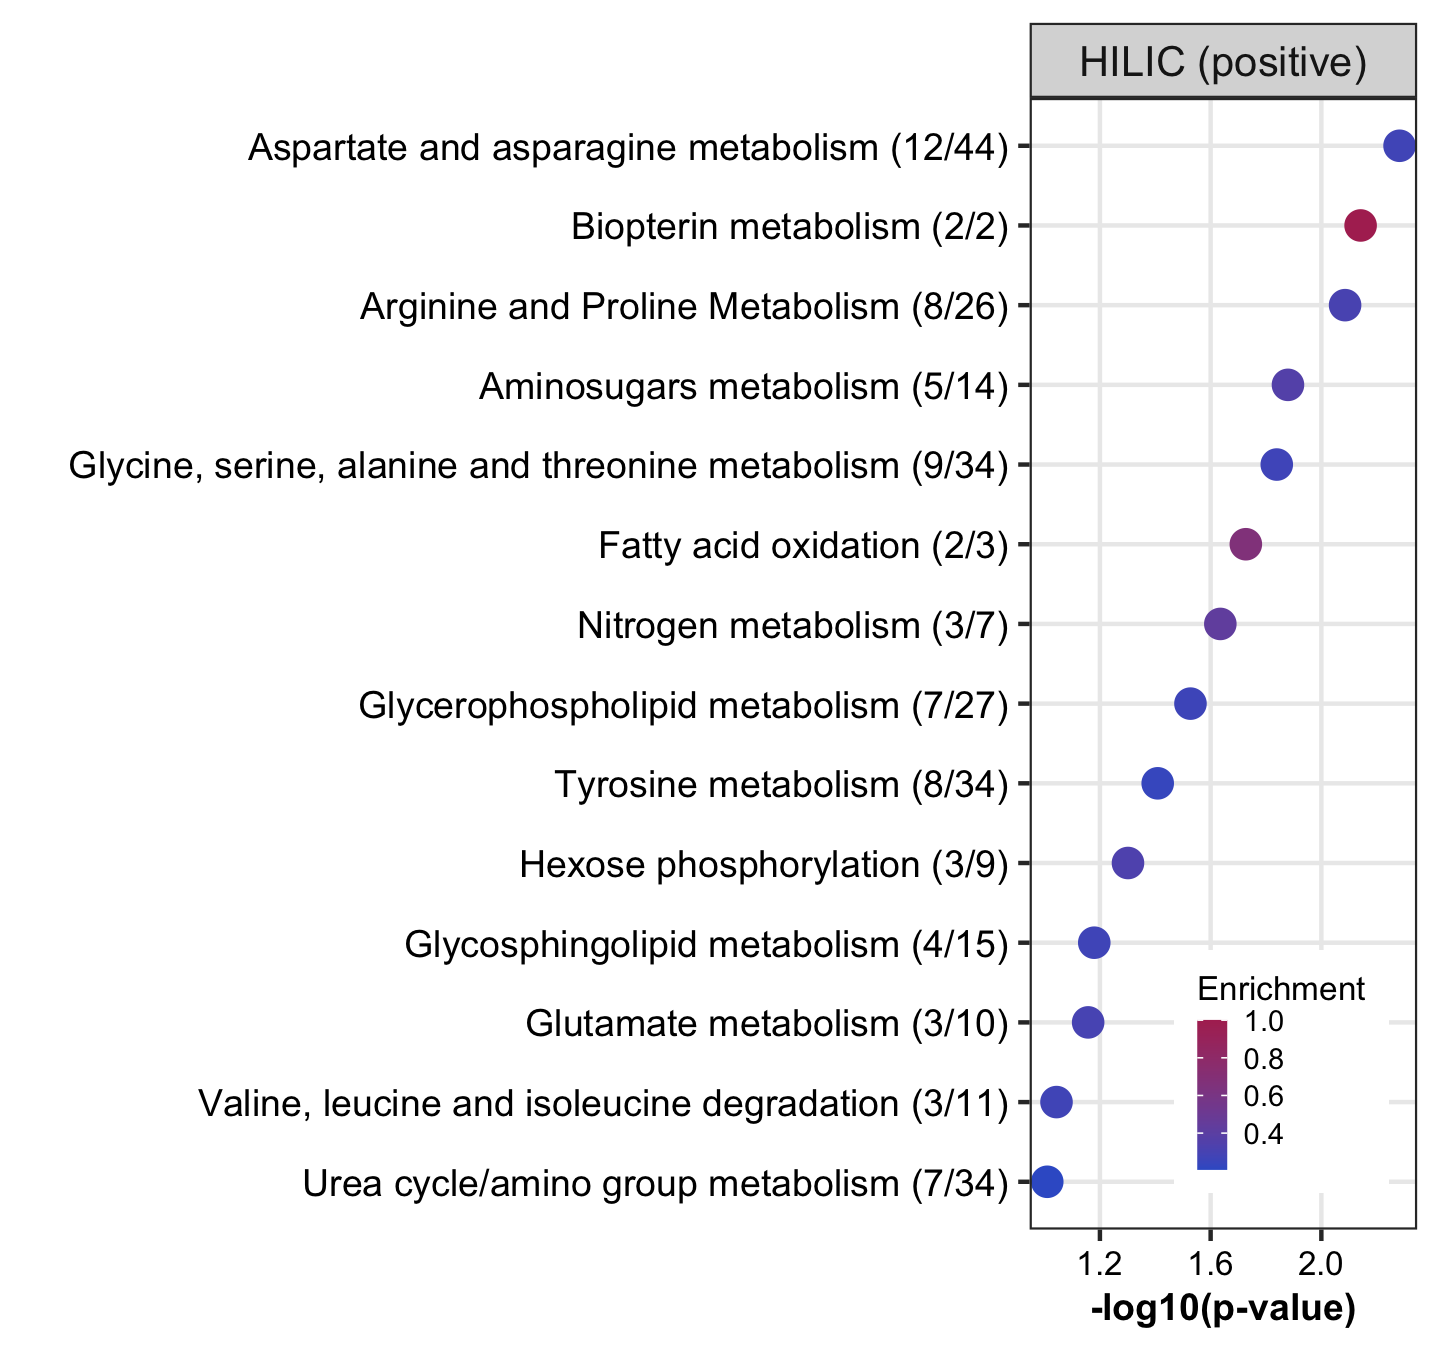 HILIC (positive)
Aspartate and asparagine metabolism (12/44)
Biopterin metabolism (2/2)
Arginine and Proline Metabolism (8/26)
Aminosugars metabolism (5/14)
Glycine, serine, alanine and threonine metabolism (9/34)
Fatty acid oxidation (2/3)
Nitrogen metabolism (3/7)
Glycerophospholipid metabolism (7/27)
Tyrosine metabolism (8/34)
Hexose phosphorylation (3/9)
Glycosphingolipid metabolism (4/15)
Glutamate metabolism (3/10)
Valine, leucine and isoleucine degradation (3/11)
Urea cycle/amino group metabolism (7/34)
Enrichment
1.0
0.8
0.6
0.4
1.2 1.6 2.0
-log10(p-value)